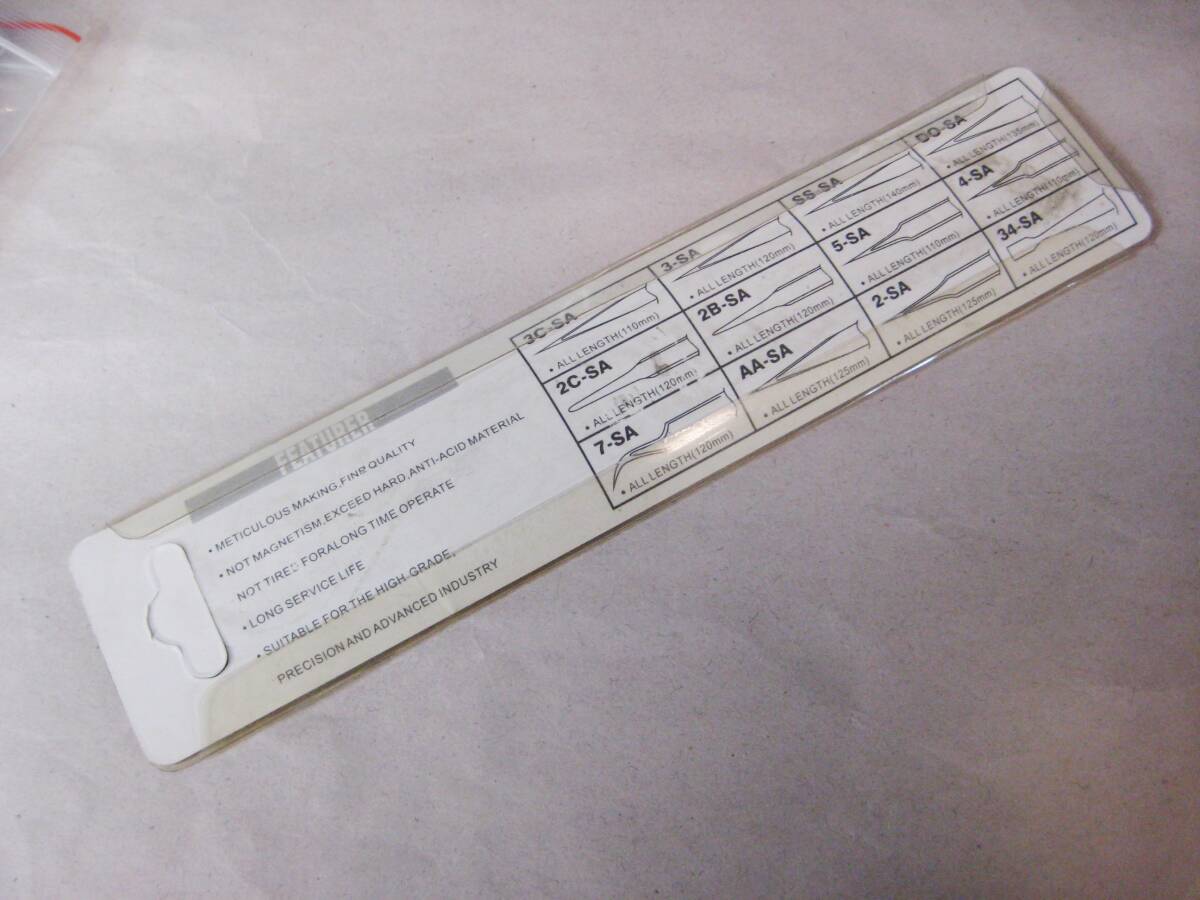 FEATURER
• METICULOUS MAKING,FINE QUALITY
• NOT MAGNETISM,EXCEED HARD,ANTI-ACID MATERIAL
NOT TIRED FORALONG TIME OPERATE
• LONG SERVICE LIFE
• SUITABLE FOR THE HIGH GRADE,
PRECISION AND ADVANCED INDUSTRY
3C-SA
• ALL LENGTH(110mm)
3-SA
• ALL LENGTH(120mm)
SS-SA
• ALL LENGTH(140mm)
DO-SA
• ALL LENGTH(135mm)
2C-SA
• ALL LENGTH(120mm)
2B-SA
• ALL LENGTH(120mm)
5-SA
• ALL LENGTH(110mm)
4-SA
• ALL LENGTH(110mm)
7-SA
• ALL LENGTH(120mm)
AA-SA
• ALL LENGTH(125mm)
2-SA
• ALL LENGTH(125mm)
34-SA
• ALL LENGTH(120mm)